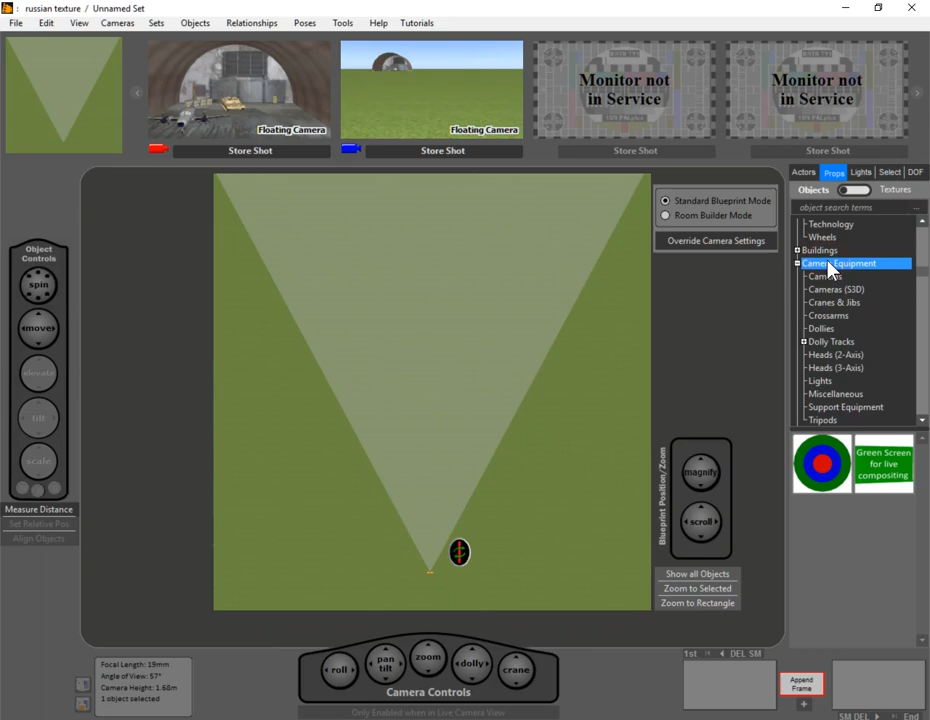 : russian texture / Unnamed Set
File Edit View Cameras Sets Objects Relationships Poses Tools Help Tutorials
Floating Camera
Floating Camera
Monitor not
in Service
Monitor not
in Service
Store Shot
Store Shot
Store Shot
Store Shot
Actors Props Lights Select DOF
Objects Textures
object search terms ...
Technology
Wheels
Buildings
Camera Equipment
Cameras
Cameras (S3D)
Cranes & Jibs
Crossarms
Dollies
Dolly Tracks
Heads (2-Axis)
Heads (3-Axis)
Lights
Miscellaneous
Support Equipment
Tripods
Green Screen
for live
compositing
Standard Blueprint Mode
Room Builder Mode
Override Camera Settings
Object
Controls
spin
move
elevate
tilt
scale
Measure Distance
Set Relative Pos
Align Objects
Blueprint Position/Zoom
magnify
scroll
Show all Objects
Zoom to Selected
Zoom to Rectangle
Focal Length: 19mm
Angle of View: 57°
Camera Height: 1.68m
1 object selected
roll
pan
tilt
zoom
dolly
crane
Camera Controls
Only Enabled when in Live Camera View
1st DEL SM
Append
Frame
SM DEL End